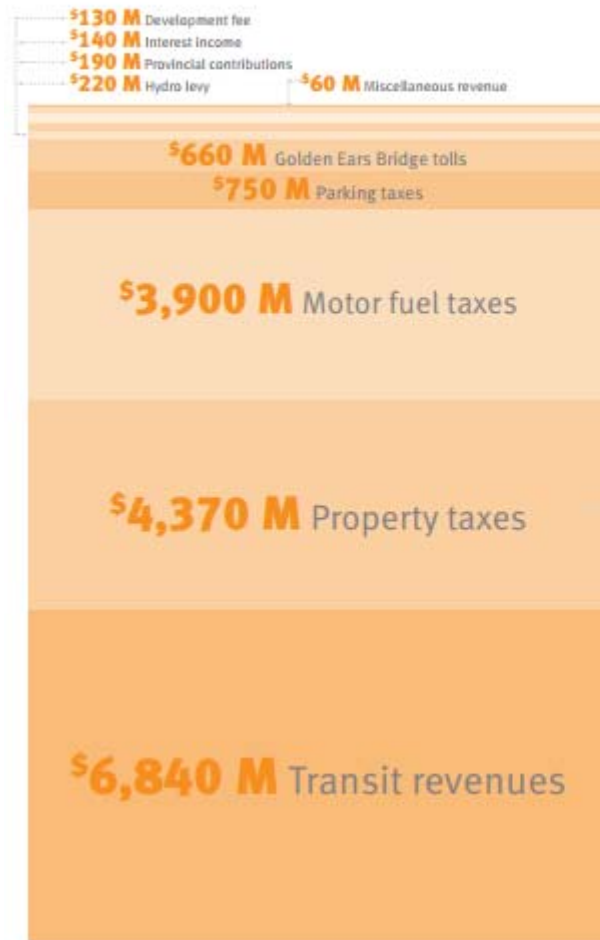 $130 M Development fee
$140 M Interest income
$190 M Provincial contributions
$220 M Hydro levy
$60 M Miscellaneous revenue
$660 M Golden Ears Bridge tolls
$750 M Parking taxes
$3,900 M Motor fuel taxes
$4,370 M Property taxes
$6,840 M Transit revenues